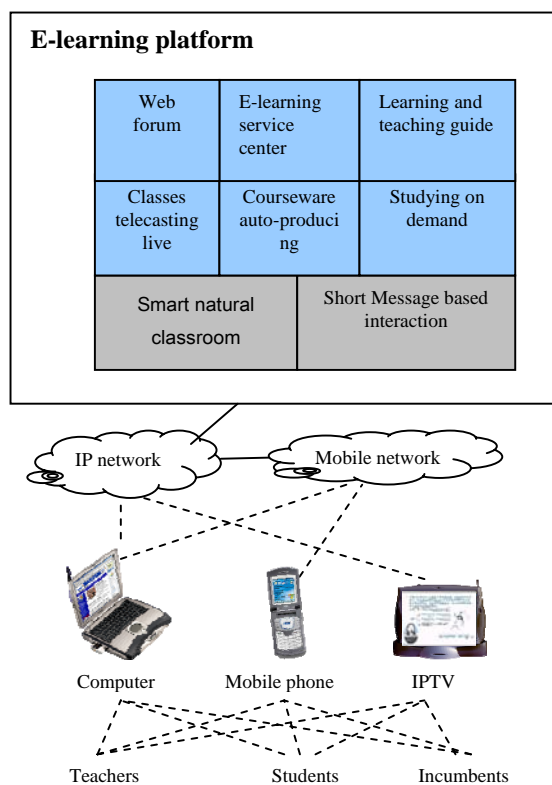 E-learning platform
Web
forum
E-learning
service
center
Learning and
teaching guide
Classes
telecasting
live
Courseware
auto-produci
ng
Studying on
demand
Smart natural
classroom
Short Message based
interaction
IP network
Mobile network
Computer
Mobile phone
IPTV
Teachers
Students
Incumbents